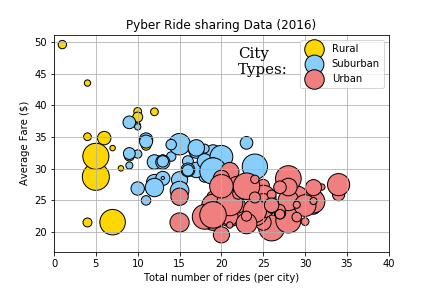 Pyber Ride sharing Data (2016)
City
Types:
Rural
Suburban
Urban
Average Fare ($)
50
45
40
35
30
25
20
0 5 10 15 20 25 30 35 40
Total number of rides (per city)